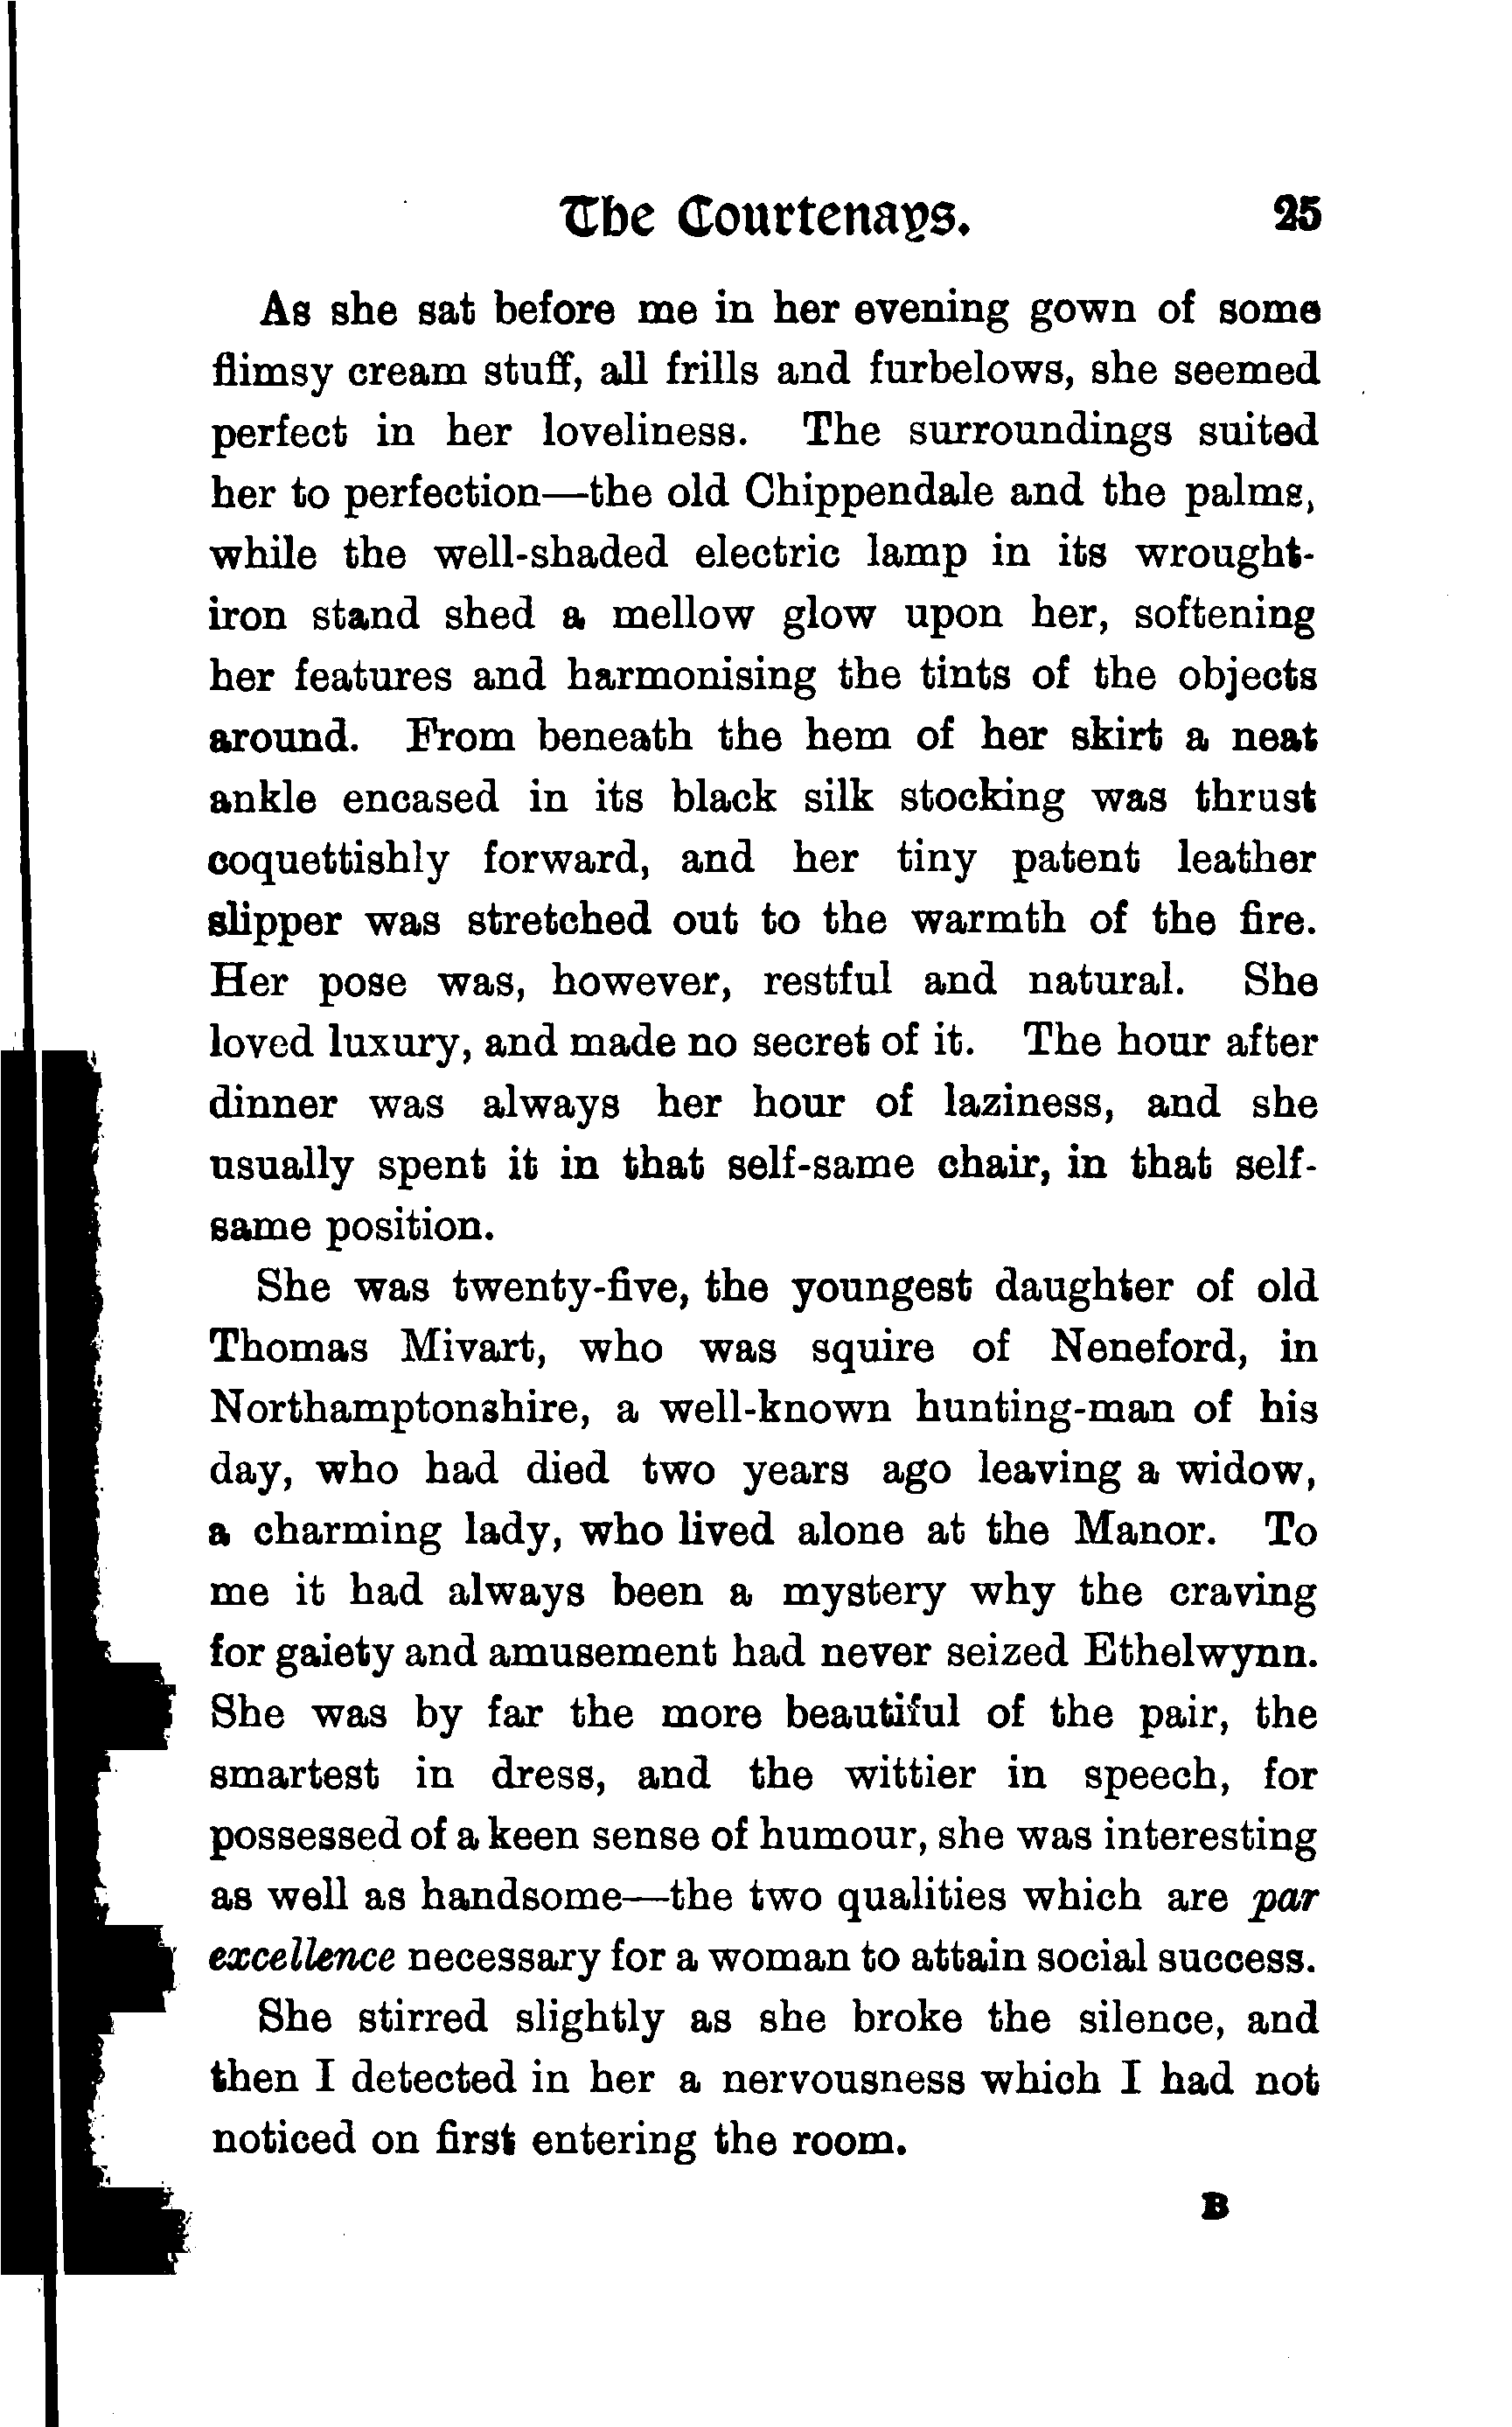 The Courtenays. 25
As she sat before me in her evening gown of some
flimsy cream stuff, all frills and furbelows, she seemed
perfect in her loveliness. The surroundings suited
her to perfection—the old Chippendale and the palms,
while the well-shaded electric lamp in its wrought-
iron stand shed a mellow glow upon her, softening
her features and harmonising the tints of the objects
around. From beneath the hem of her skirt a neat
ankle encased in its black silk stocking was thrust
coquettishly forward, and her tiny patent leather
slipper was stretched out to the warmth of the fire.
Her pose was, however, restful and natural. She
loved luxury, and made no secret of it. The hour after
dinner was always her hour of laziness, and she
usually spent it in that self-same chair, in that self-
same position.
She was twenty-five, the youngest daughter of old
Thomas Mivart, who was squire of Neneford, in
Northamptonshire, a well-known hunting-man of his
day, who had died two years ago leaving a widow,
a charming lady, who lived alone at the Manor. To
me it had always been a mystery why the craving
for gaiety and amusement had never seized Ethelwynn.
She was by far the more beautiful of the pair, the
smartest in dress, and the wittier in speech, for
possessed of a keen sense of humour, she was interesting
as well as handsome—the two qualities which are par
excellence necessary for a woman to attain social success.
She stirred slightly as she broke the silence, and
then I detected in her a nervousness which I had not
noticed on first entering the room.
B